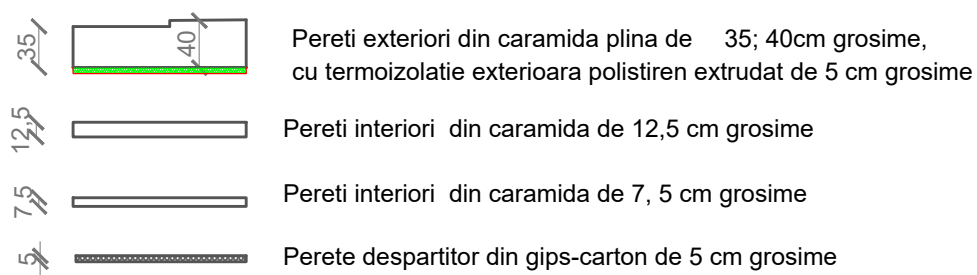 35
40
Pereti exteriori din caramida plina de 35; 40cm grosime,
cu termoizolatie exterioara polistiren extrudat de 5 cm grosime
12,5
Pereti interiori din caramida de 12,5 cm grosime
7,5
Pereti interiori din caramida de 7, 5 cm grosime
5
Perete despartitor din gips-carton de 5 cm grosime